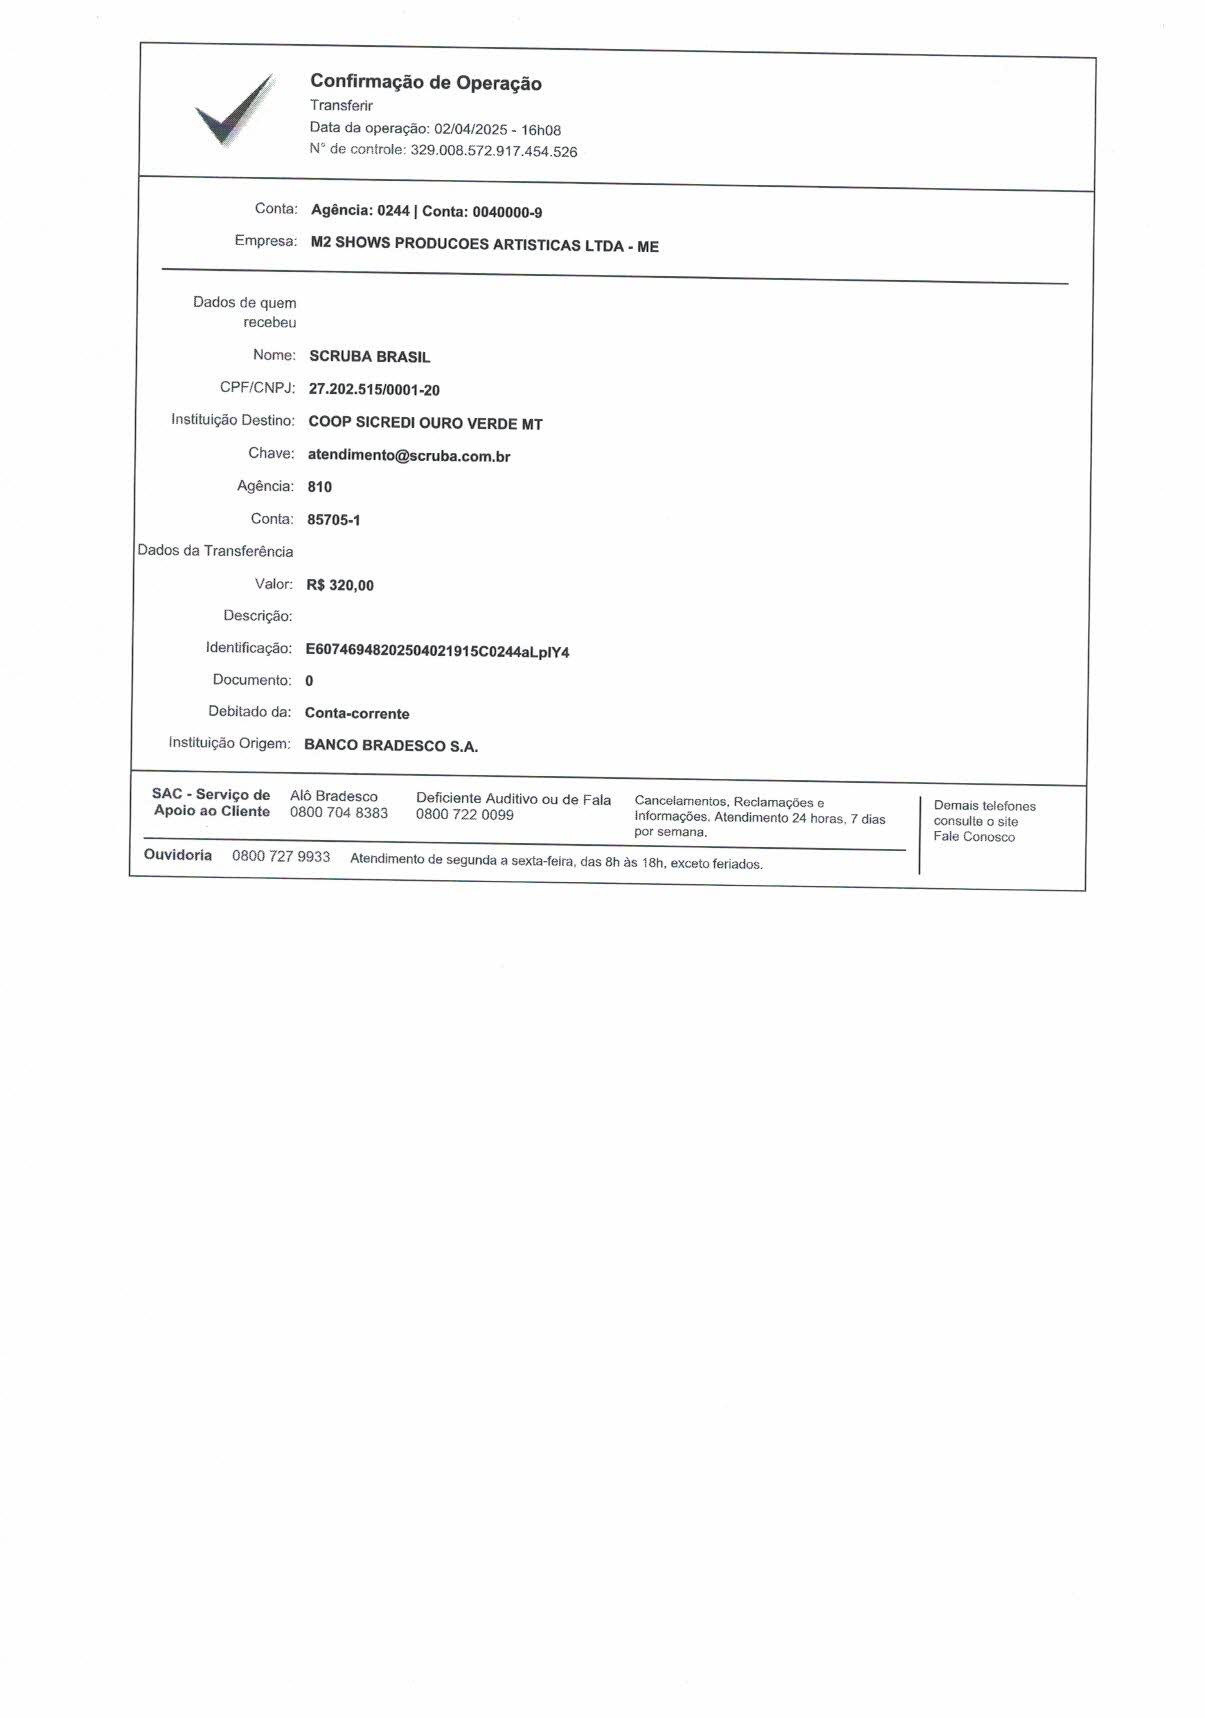 Confirmação de Operação
Transferir
Data da operação: 02/04/2025 - 16h08
N° de controle: 329.008.572.917.454.526
Conta: Agência: 0244 | Conta: 0040000-9
Empresa: M2 SHOWS PRODUCOES ARTISTICAS LTDA - ME
Dados de quem
recebeu
Nome: SCRUBA BRASIL
CPF/CNPJ: 27.202.515/0001-20
Instituição Destino: COOP SICREDI OURO VERDE MT
Chave: atendimento@scruba.com.br
Agência: 810
Conta: 85705-1
Dados da Transferência
Valor: R$ 320,00
Descrição:
Identificação: E60746948202504021915C0244aLpIY4
Documento: 0
Debitado da: Conta-corrente
Instituição Origem: BANCO BRADESCO S.A.
SAC - Serviço de
Apoio ao Cliente
Alô Bradesco
0800 704 8383
Deficiente Auditivo ou de Fala
0800 722 0099
Cancelamentos, Reclamações e
Informações. Atendimento 24 horas, 7 dias
por semana.
Demais telefones
consulte o site
Fale Conosco
Ouvidoria 0800 727 9933 Atendimento de segunda a sexta-feira, das 8h às 18h, exceto feriados.